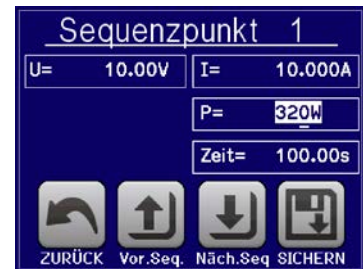 Sequenzpunkt 1
U= 10.00V I= 10.000A
P= 320W
Zeit= 100.00s
ZURÜCK Vor.Seq. Näch.Seq SICHERN